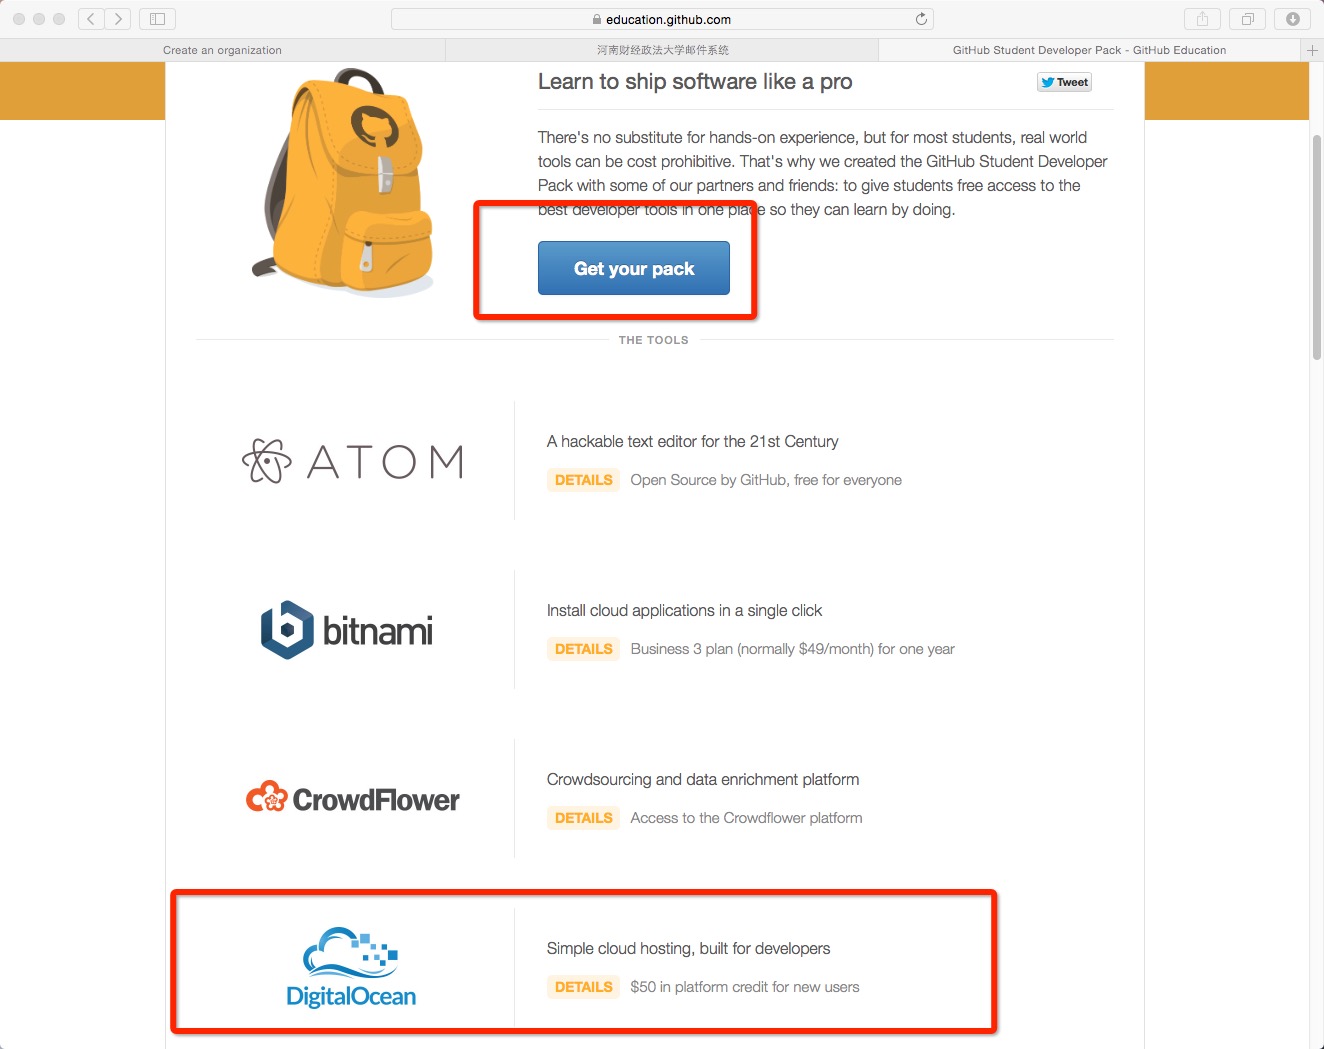 education.github.com
Create an organization
河南财经政法大学邮件系统
GitHub Student Developer Pack - GitHub Education
Learn to ship software like a pro
Tweet
There's no substitute for hands-on experience, but for most students, real world
tools can be cost prohibitive. That's why we created the GitHub Student Developer
Pack with some of our partners and friends: to give students free access to the
best developer tools in one place so they can learn by doing.
Get your pack
THE TOOLS
ATOM
A hackable text editor for the 21st Century
DETAILS Open Source by GitHub, free for everyone
bitnami
Install cloud applications in a single click
DETAILS Business 3 plan (normally $49/month) for one year
CrowdFlower
Crowdsourcing and data enrichment platform
DETAILS Access to the Crowdflower platform
DigitalOcean
Simple cloud hosting, built for developers
DETAILS $50 in platform credit for new users